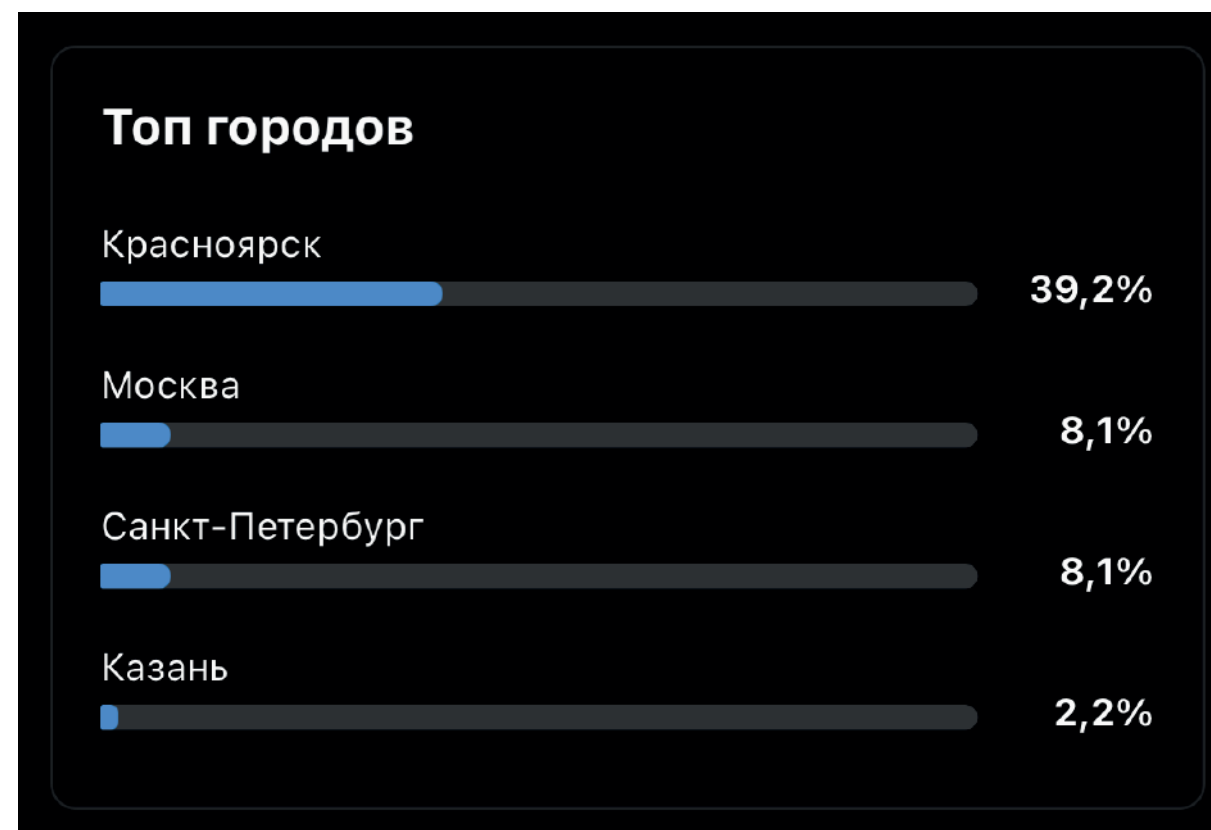 Топ городов
Красноярск
39,2%
Москва
8,1%
Санкт-Петербург
8,1%
Казань
2,2%